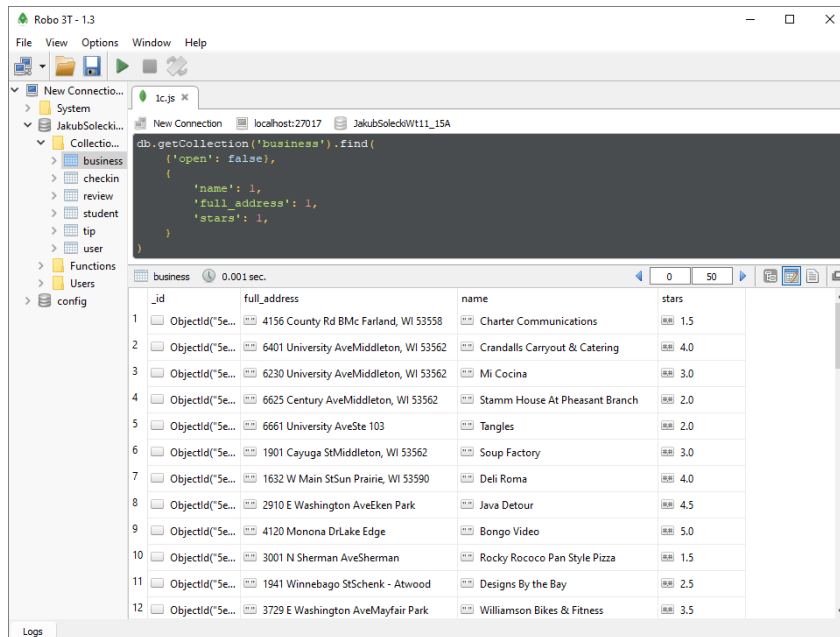 Robo 3T - 1.3
File View Options Window Help
New Connectio...
System
JakubSolecki...
Collectio...
business
checkin
review
student
tip
user
Functions
Users
config
1c.js
New Connection localhost:27017 JakubSoleckiWt11_15A
db.getCollection('business').find(
{'open': false},
{
'name': 1,
'full_address': 1,
'stars': 1,
}
)
business 0.001 sec. 0 50
_id full_address name stars
1 ObjectId("5e... 4156 County Rd BMc Farland, WI 53558 Charter Communications 1.5
2 ObjectId("5e... 6401 University AveMiddleton, WI 53562 Crandalls Carryout & Catering 4.0
3 ObjectId("5e... 6230 University AveMiddleton, WI 53562 Mi Cocina 3.0
4 ObjectId("5e... 6625 Century AveMiddleton, WI 53562 Stamm House At Pheasant Branch 2.0
5 ObjectId("5e... 6661 University AveSte 103 Tangles 2.0
6 ObjectId("5e... 1901 Cayuga StMiddleton, WI 53562 Soup Factory 3.0
7 ObjectId("5e... 1632 W Main StSun Prairie, WI 53590 Deli Roma 4.0
8 ObjectId("5e... 2910 E Washington AveEken Park Java Detour 4.5
9 ObjectId("5e... 4120 Monona DrLake Edge Bongo Video 5.0
10 ObjectId("5e... 3001 N Sherman AveSherman Rocky Rococo Pan Style Pizza 1.5
11 ObjectId("5e... 1941 Winnebago StSchenk - Atwood Designs By the Bay 2.5
12 ObjectId("5e... 3729 E Washington AveMayfair Park Williamson Bikes & Fitness 3.5
Logs